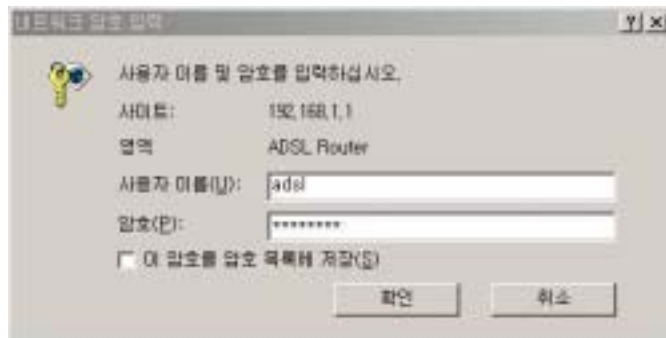 네트워크 암호 입력
사용자 이름 및 암호를 입력하십시오.
사이트: 192.168.1.1
영역 ADSL Router
사용자 이름(U): adsl
암호(P): ********
이 암호를 암호 목록에 저장(S)
확인 취소